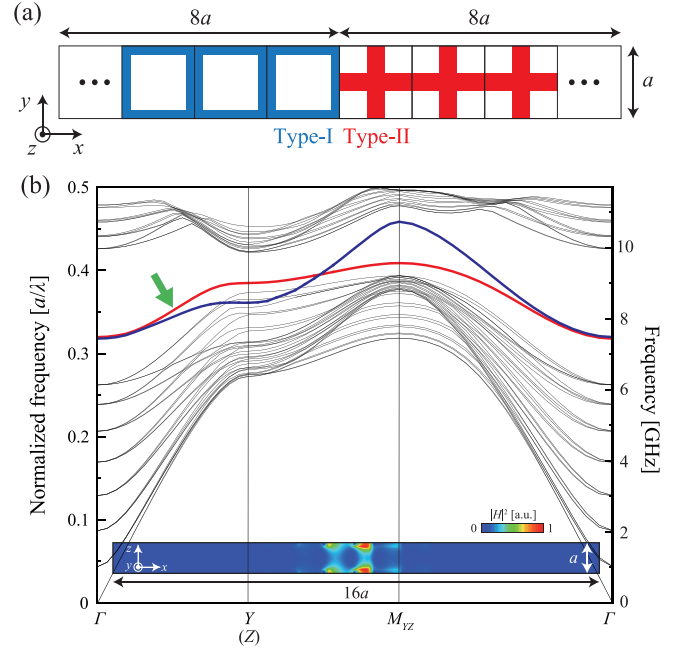 (a)
8a 8a
••• •••
a
y
z x
Type-I Type-II
(b)
0.5
0.4
0.3
0.2
0.1
0
Normalized frequency [a/λ]
10
8
6
4
2
0
Frequency [GHz]
|H|² [a.u.]
0 1
z
y x
a
16a
Γ Y M_YZ Γ
(Z)